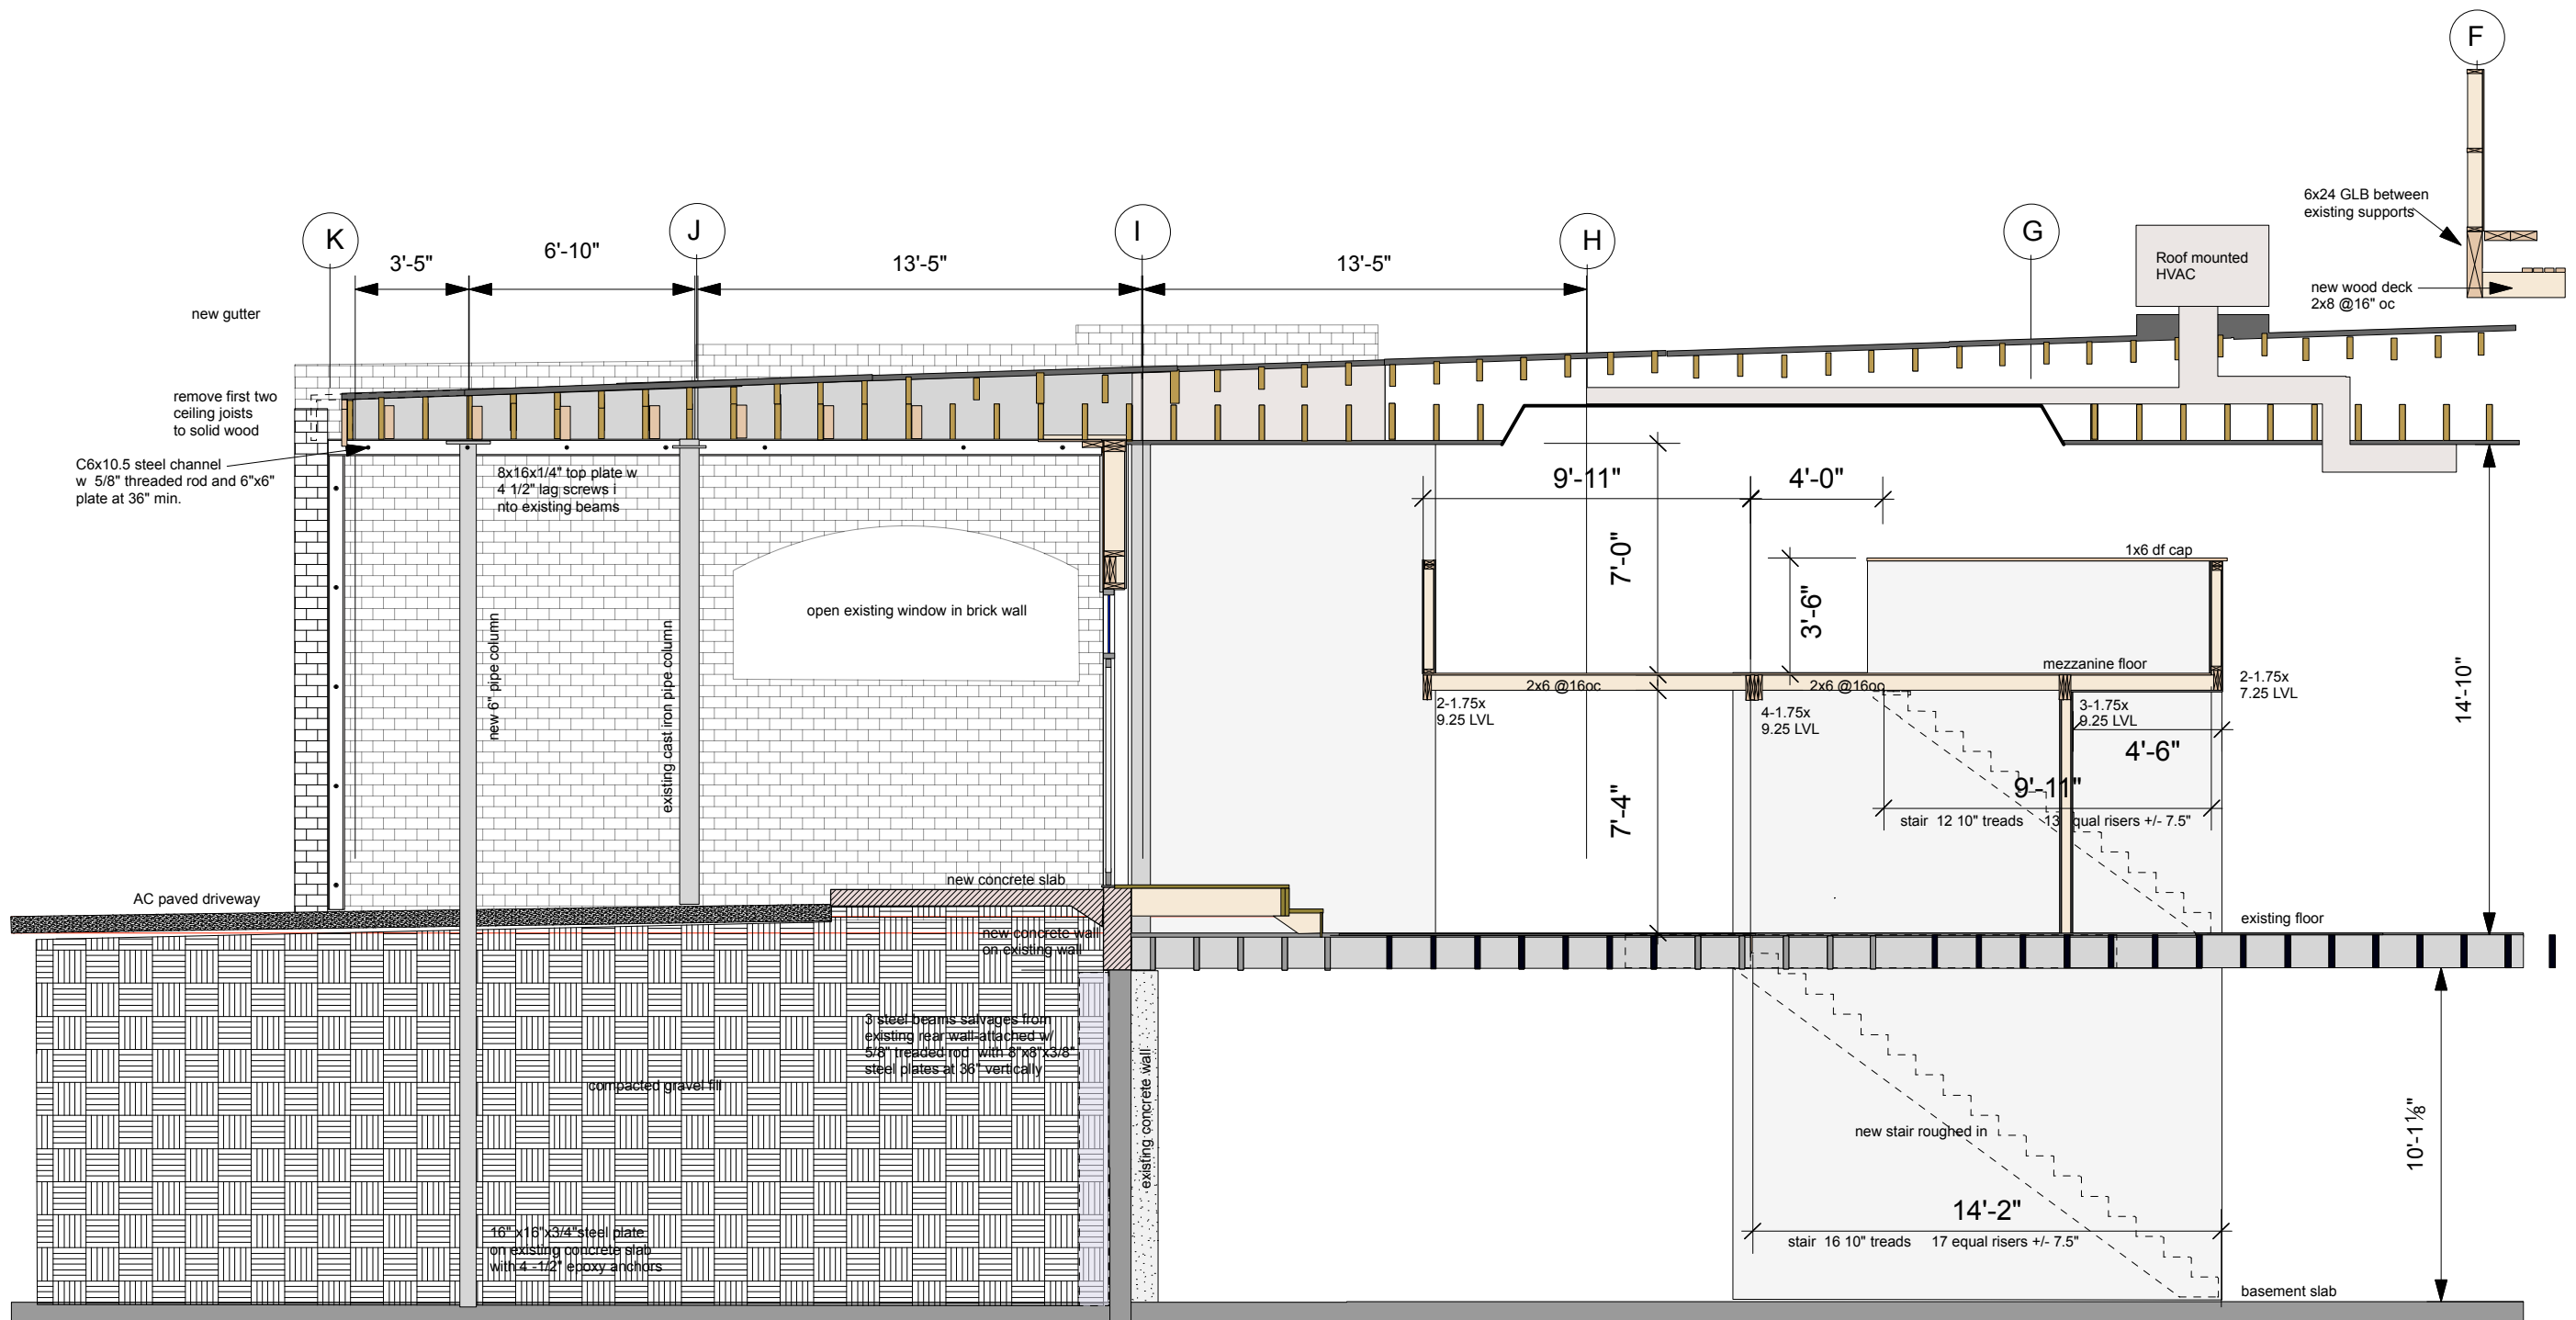 F
6x24 GLB between
existing supports
new wood deck
2x8 @16" oc
K
J
I
H
G
3'-5"
6'-10"
13'-5"
13'-5"
Roof mounted
HVAC
new gutter
remove first two
ceiling joists
to solid wood
C6x10.5 steel channel
w 5/8" threaded rod and 6"x6"
plate at 36" min.
8x16x1/4" top plate w
4 1/2" lag screws i
nto existing beams
new 6" pipe column
existing cast iron pipe column
open existing window in brick wall
9'-11"
4'-0"
7'-0"
3'-6"
1x6 df cap
mezzanine floor
2x6 @16oc
2x6 @16oc
2-1.75x
9.25 LVL
4-1.75x
9.25 LVL
3-1.75x
9.25 LVL
2-1.75x
7.25 LVL
4'-6"
9'-11"
7'-4"
14'-10"
stair 12 10" treads 13 equal risers +/- 7.5"
AC paved driveway
new concrete slab
existing floor
new concrete wall
on existing wall
3 steel beams salvages from
existing rear wall-attached w/
5/8" treaded rod with 8"x8"x3/8"
steel plates at 36" vertically
compacted gravel fill
existing concrete wall
new stair roughed in
10'-1⅛"
14'-2"
stair 16 10" treads 17 equal risers +/- 7.5"
16" x16"x3/4"steel plate
on existing concrete slab
with 4 -1/2" epoxy anchors
basement slab